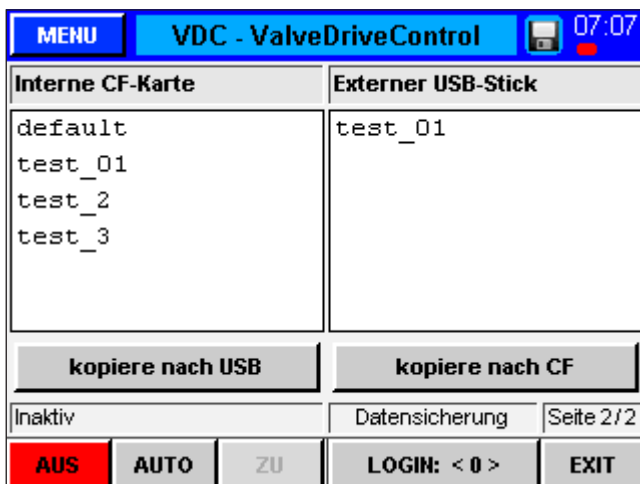 MENU VDC - ValveDriveControl 07:07
Interne CF-Karte Externer USB-Stick
default test_01
test_01
test_2
test_3
kopiere nach USB kopiere nach CF
Inaktiv Datensicherung Seite 2/2
AUS AUTO ZU LOGIN: < 0 > EXIT